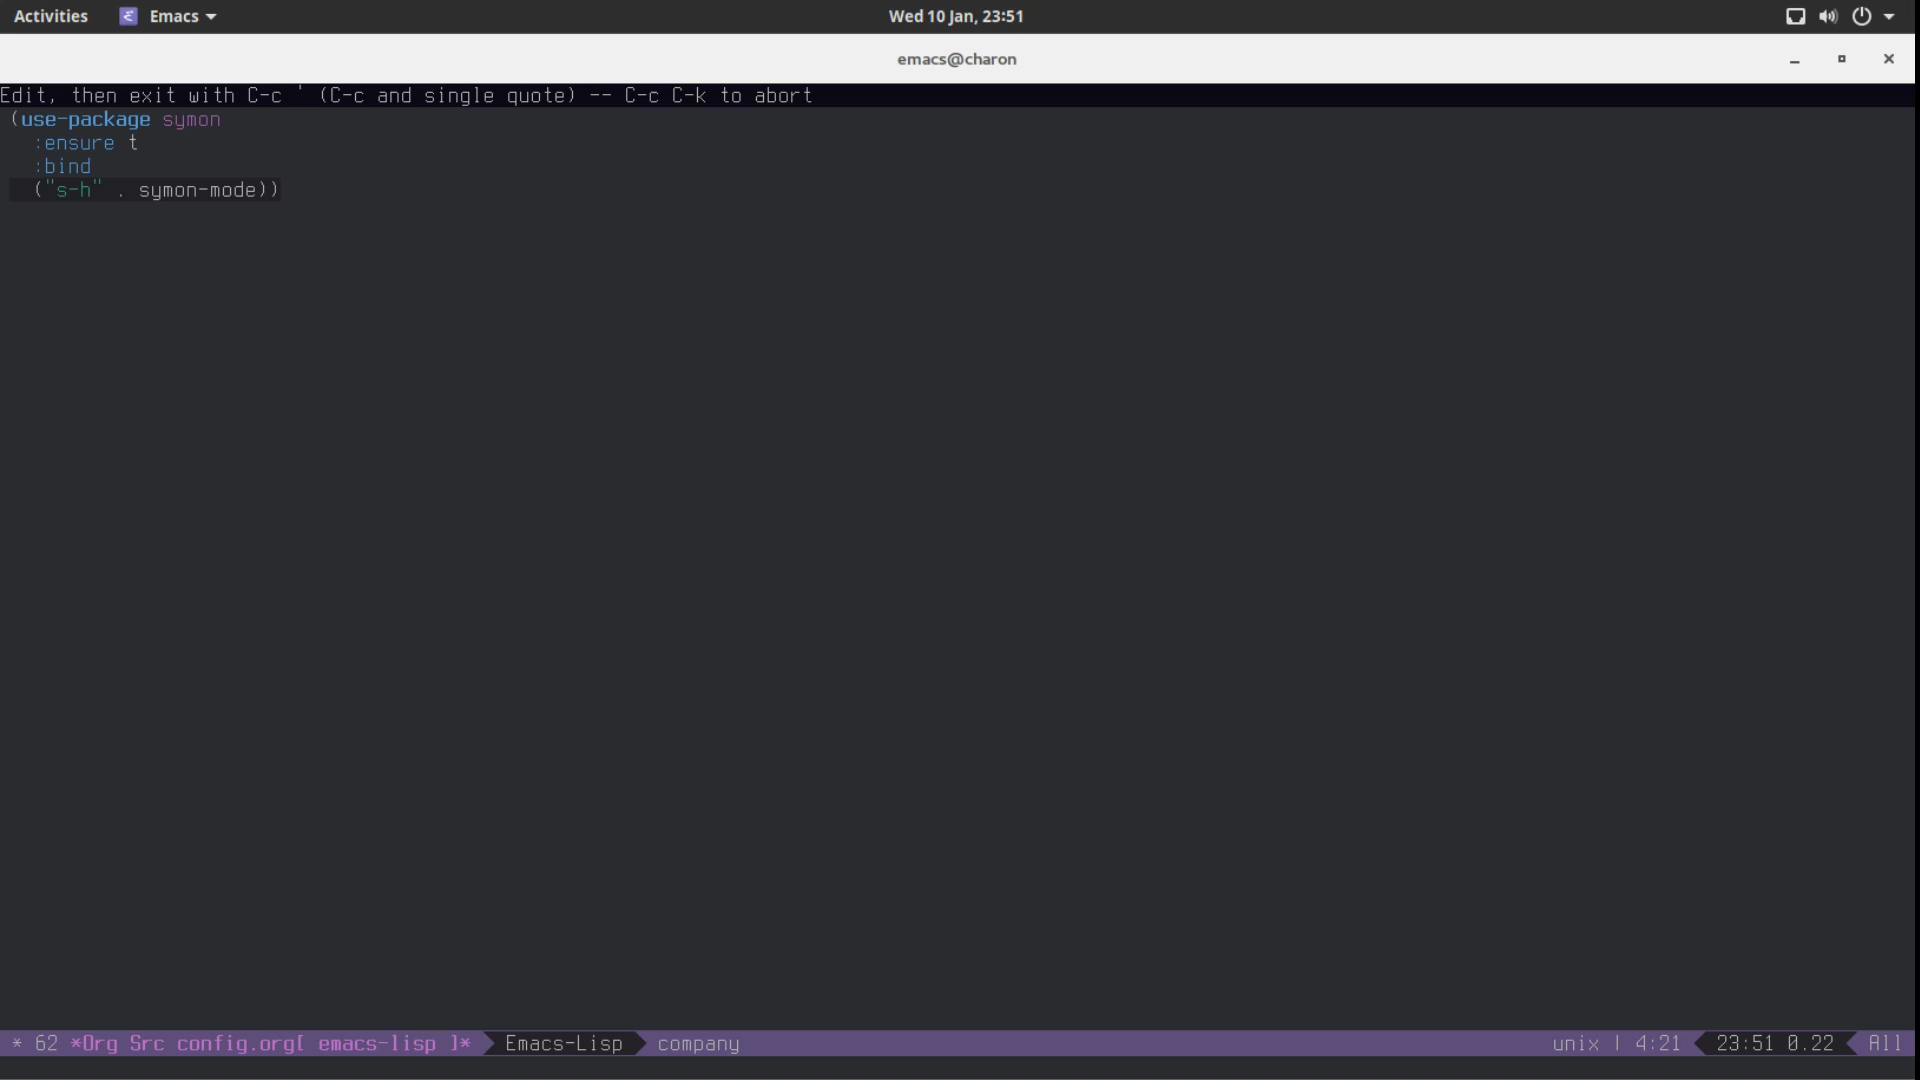 Activities Emacs Wed 10 Jan, 23:51
emacs@charon
Edit, then exit with C-c ' (C-c and single quote) -- C-c C-k to abort
(use-package symon
:ensure t
:bind
("s-h" . symon-mode))
* 62 *Org Src config.org[ emacs-lisp ]* Emacs-Lisp company unix | 4:21 23:51 0.22 All